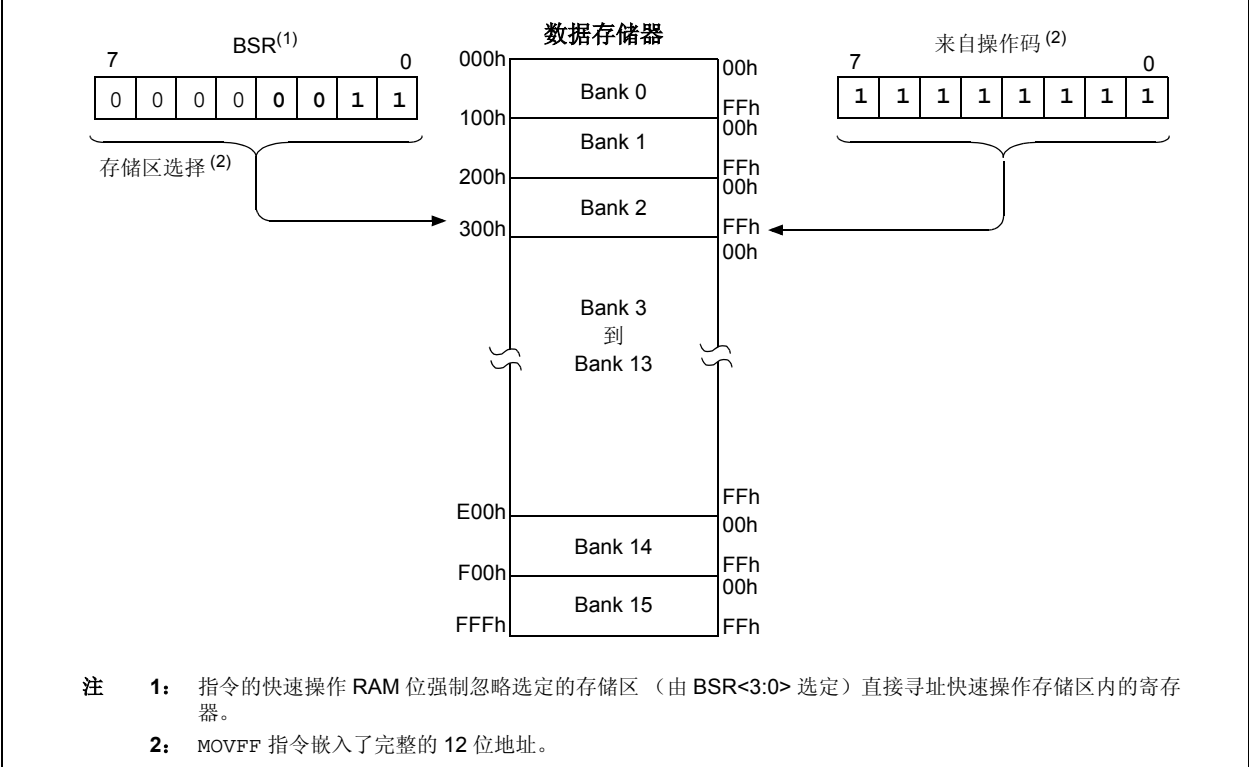 数据存储器
BSR(1)
7 0
0 0 0 0 0 0 1 1
存储区选择(2)
来自操作码(2)
7 0
1 1 1 1 1 1 1 1
000h
100h
200h
300h
E00h
F00h
FFFh
Bank 0
Bank 1
Bank 2
Bank 3
到
Bank 13
Bank 14
Bank 15
00h
FFh
00h
FFh
00h
FFh
00h
FFh
00h
FFh
00h
FFh
注 1： 指令的快速操作 RAM 位强制忽略选定的存储区 （由 BSR<3:0> 选定）直接寻址快速操作存储区内的寄存
器。
2： MOVFF 指令嵌入了完整的 12 位地址。